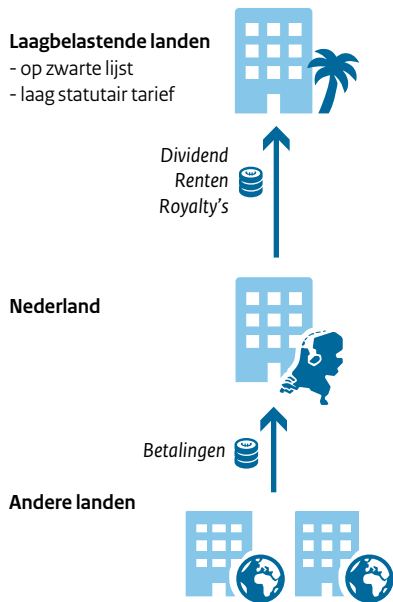 Laagbelastende landen
- op zwarte lijst
- laag statutair tarief
Dividend
Renten
Royalty's
Nederland
Betalingen
Andere landen